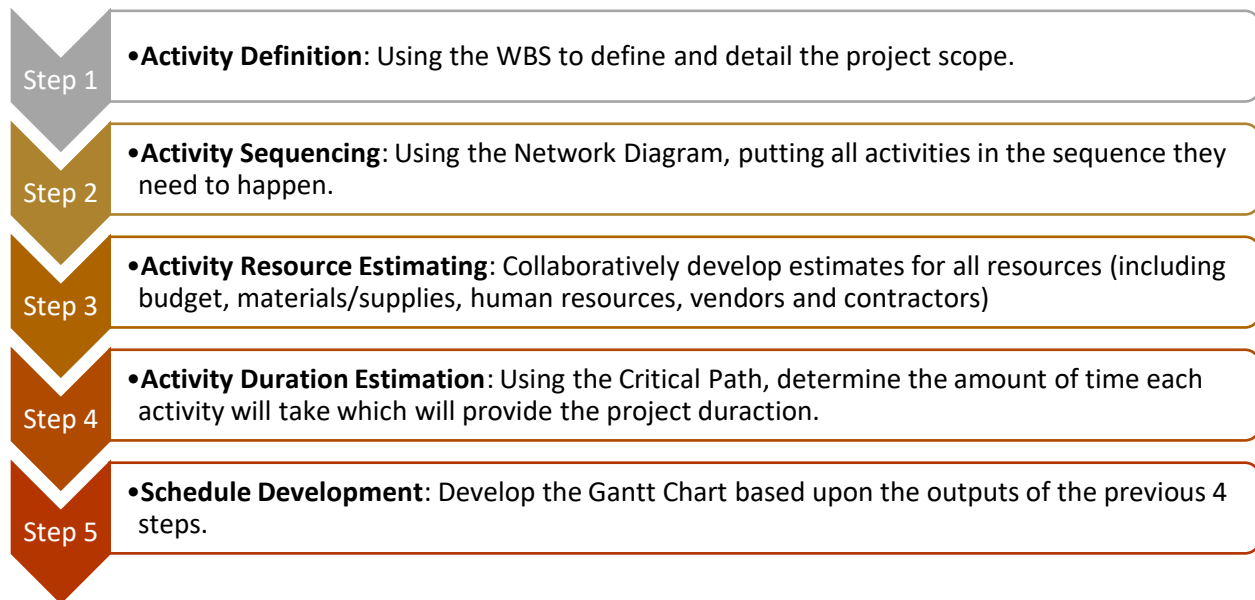 Step 1
•Activity Definition: Using the WBS to define and detail the project scope.
Step 2
•Activity Sequencing: Using the Network Diagram, putting all activities in the sequence they
need to happen.
Step 3
•Activity Resource Estimating: Collaboratively develop estimates for all resources (including
budget, materials/supplies, human resources, vendors and contractors)
Step 4
•Activity Duration Estimation: Using the Critical Path, determine the amount of time each
activity will take which will provide the project duraction.
Step 5
•Schedule Development: Develop the Gantt Chart based upon the outputs of the previous 4
steps.